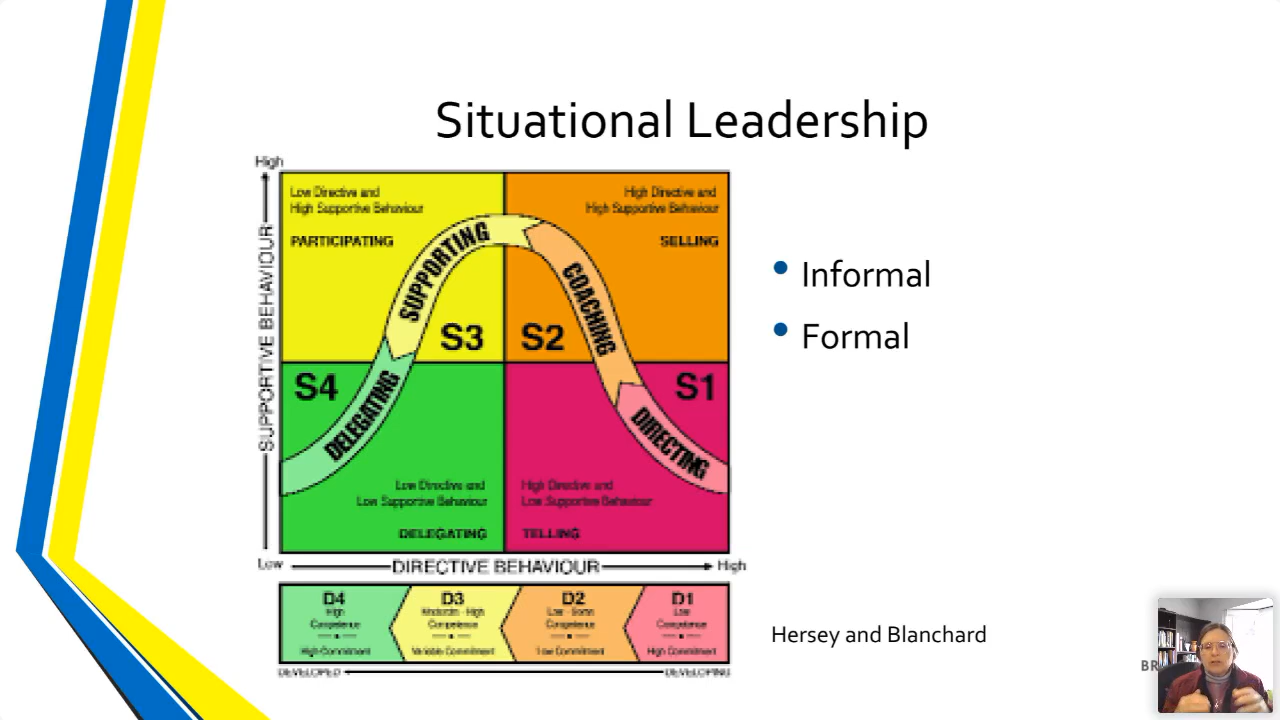 Situational Leadership
High
Low Directive and
High Supportive Behaviour
PARTICIPATING
High Directive and
High Supportive Behaviour
SELLING
SUPPORTIVE BEHAVIOUR
SUPPORTING
COACHING
S3
S2
S4
S1
DELEGATING
DIRECTING
Low Directive and
Low Supportive Behaviour
DELEGATING
High Directive and
Low Supportive Behaviour
TELLING
Low
DIRECTIVE BEHAVIOUR
High
D4
High
Competence
High Commitment
D3
Moderate - High
Competence
Variable Commitment
D2
Low - Some
Competence
Low Commitment
D1
Low
Competence
High Commitment
DEVELOPED
DEVELOPING
• Informal
• Formal
Hersey and Blanchard
BR